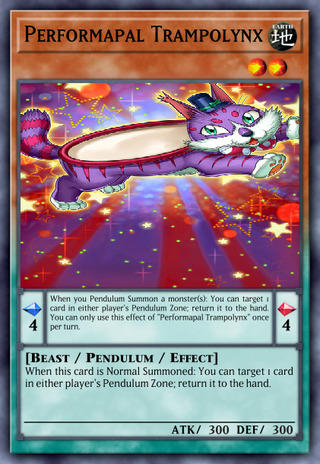 Performapal Trampolynx
EARTH
地
When you Pendulum Summon a monster(s): You can target 1
card in either player's Pendulum Zone; return it to the hand.
You can only use this effect of "Performapal Trampolynx" once
per turn.
4
4
[Beast / Pendulum / Effect]
When this card is Normal Summoned: You can target 1 card
in either player's Pendulum Zone; return it to the hand.
ATK/ 300 DEF/ 300